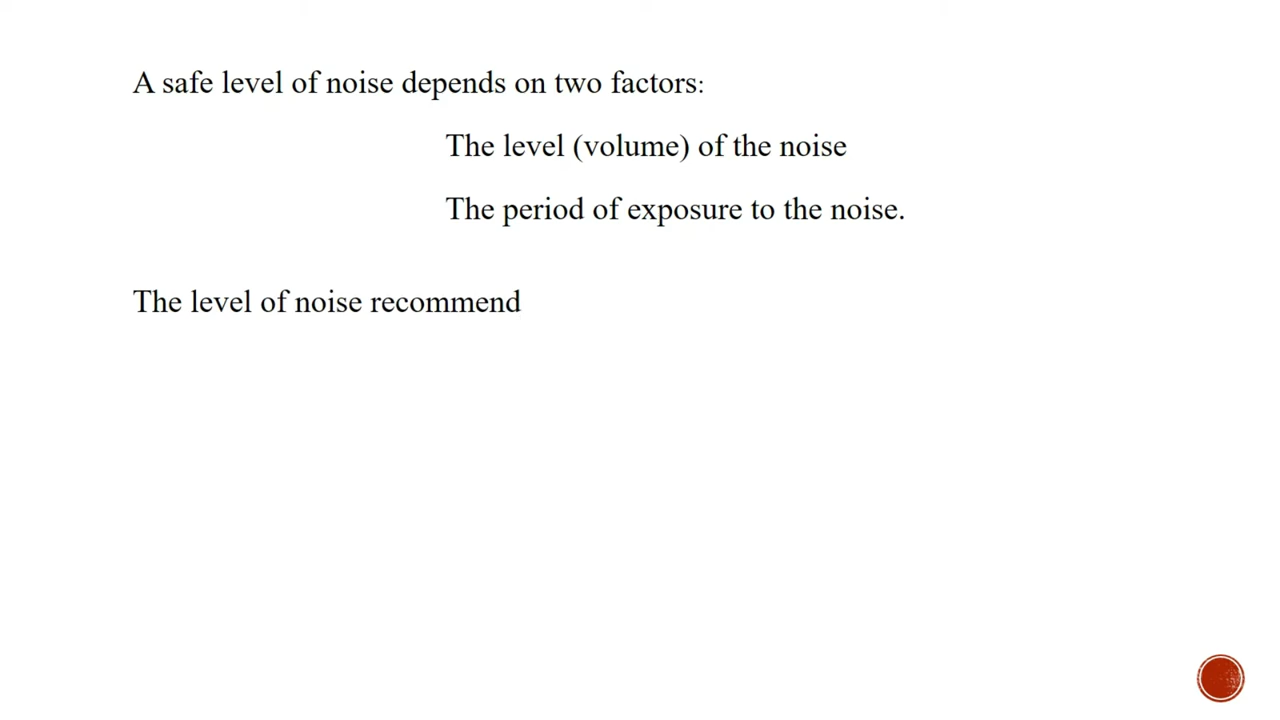 A safe level of noise depends on two factors:
The level (volume) of the noise
The period of exposure to the noise.
The level of noise recommend